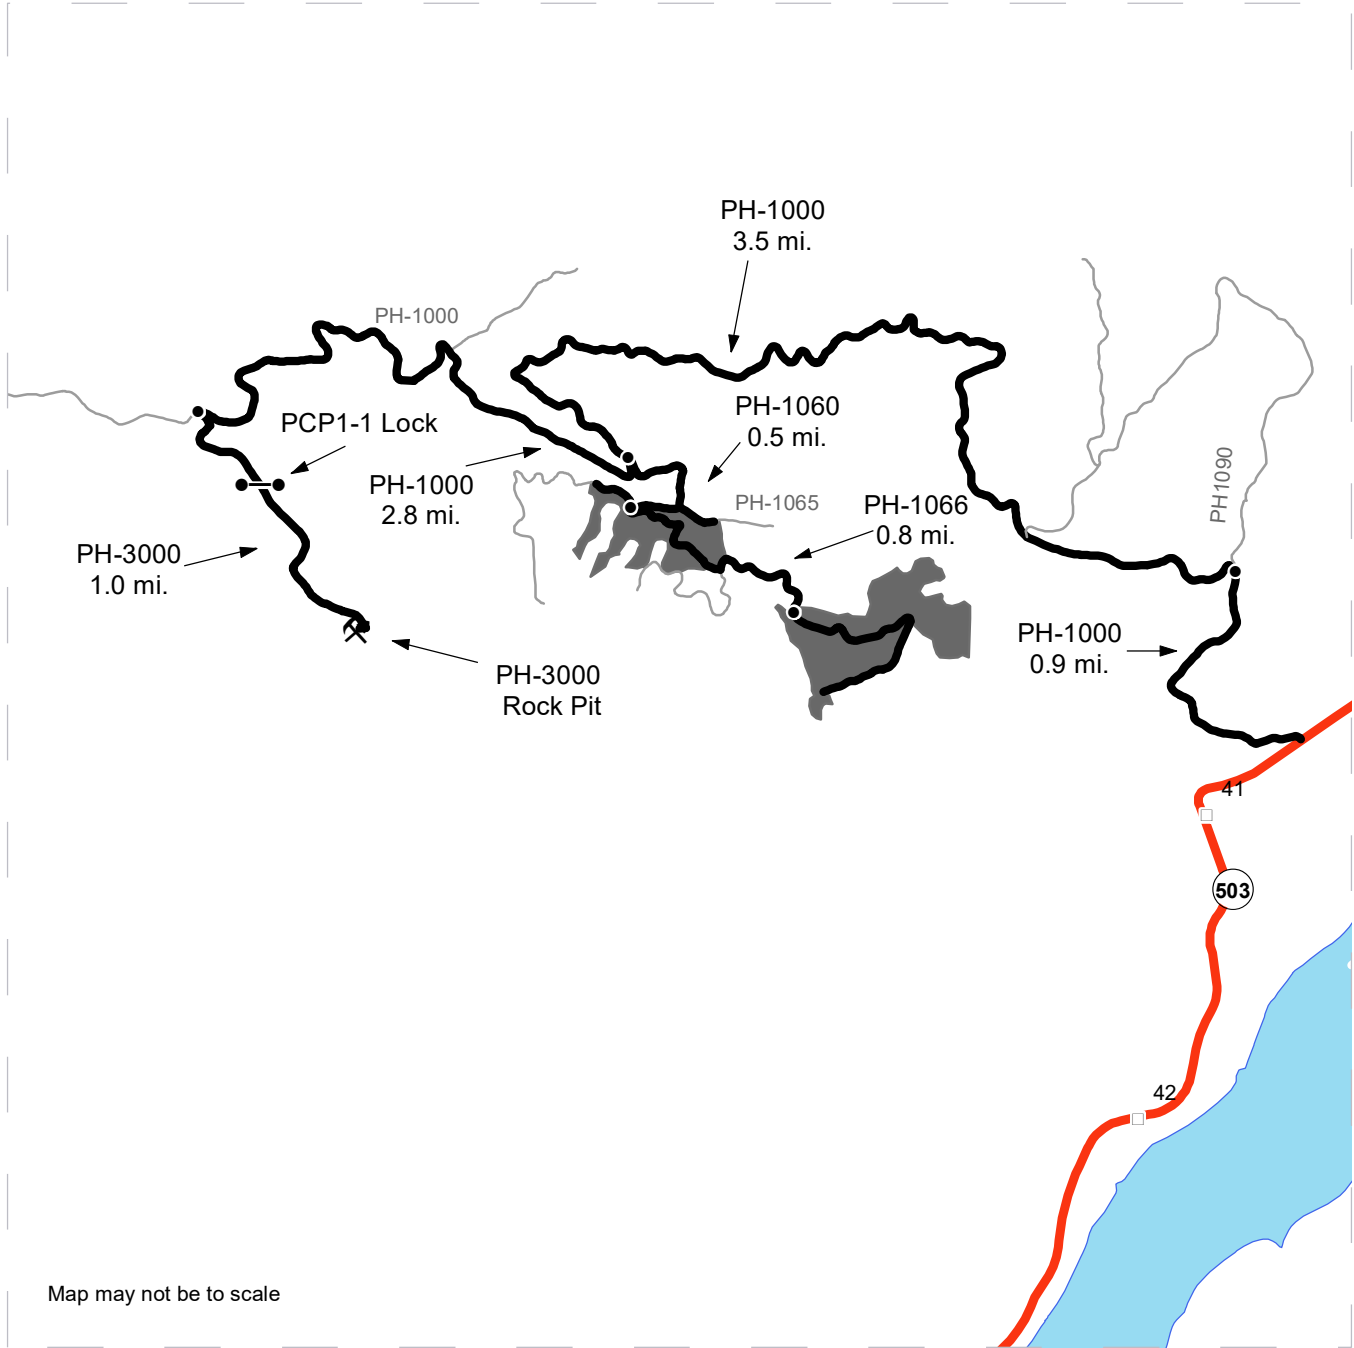 PH-1000
3.5 mi.
PH-1000
PH-1060
0.5 mi.
PCP1-1 Lock
PH-1000
2.8 mi.
PH-1065
PH-1066
0.8 mi.
PH1090
PH-3000
1.0 mi.
PH-1000
0.9 mi.
PH-3000
Rock Pit
41
503
42
Map may not be to scale